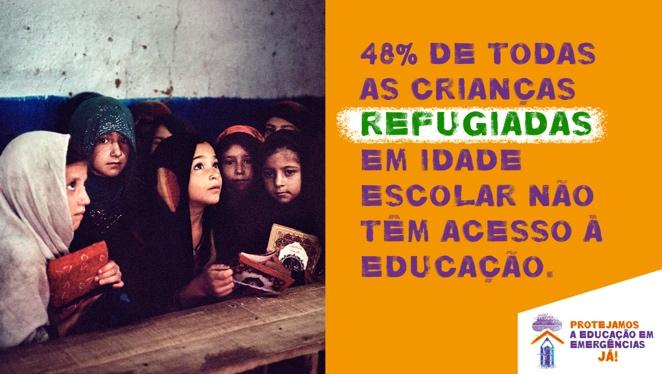 48% DE TODAS
AS CRIANÇAS
REFUGIADAS
EM IDADE
ESCOLAR NÃO
TÊM ACESSO À
EDUCAÇÃO.
PROTEJAMOS
A EDUCAÇÃO EM
EMERGÊNCIAS
JÁ!